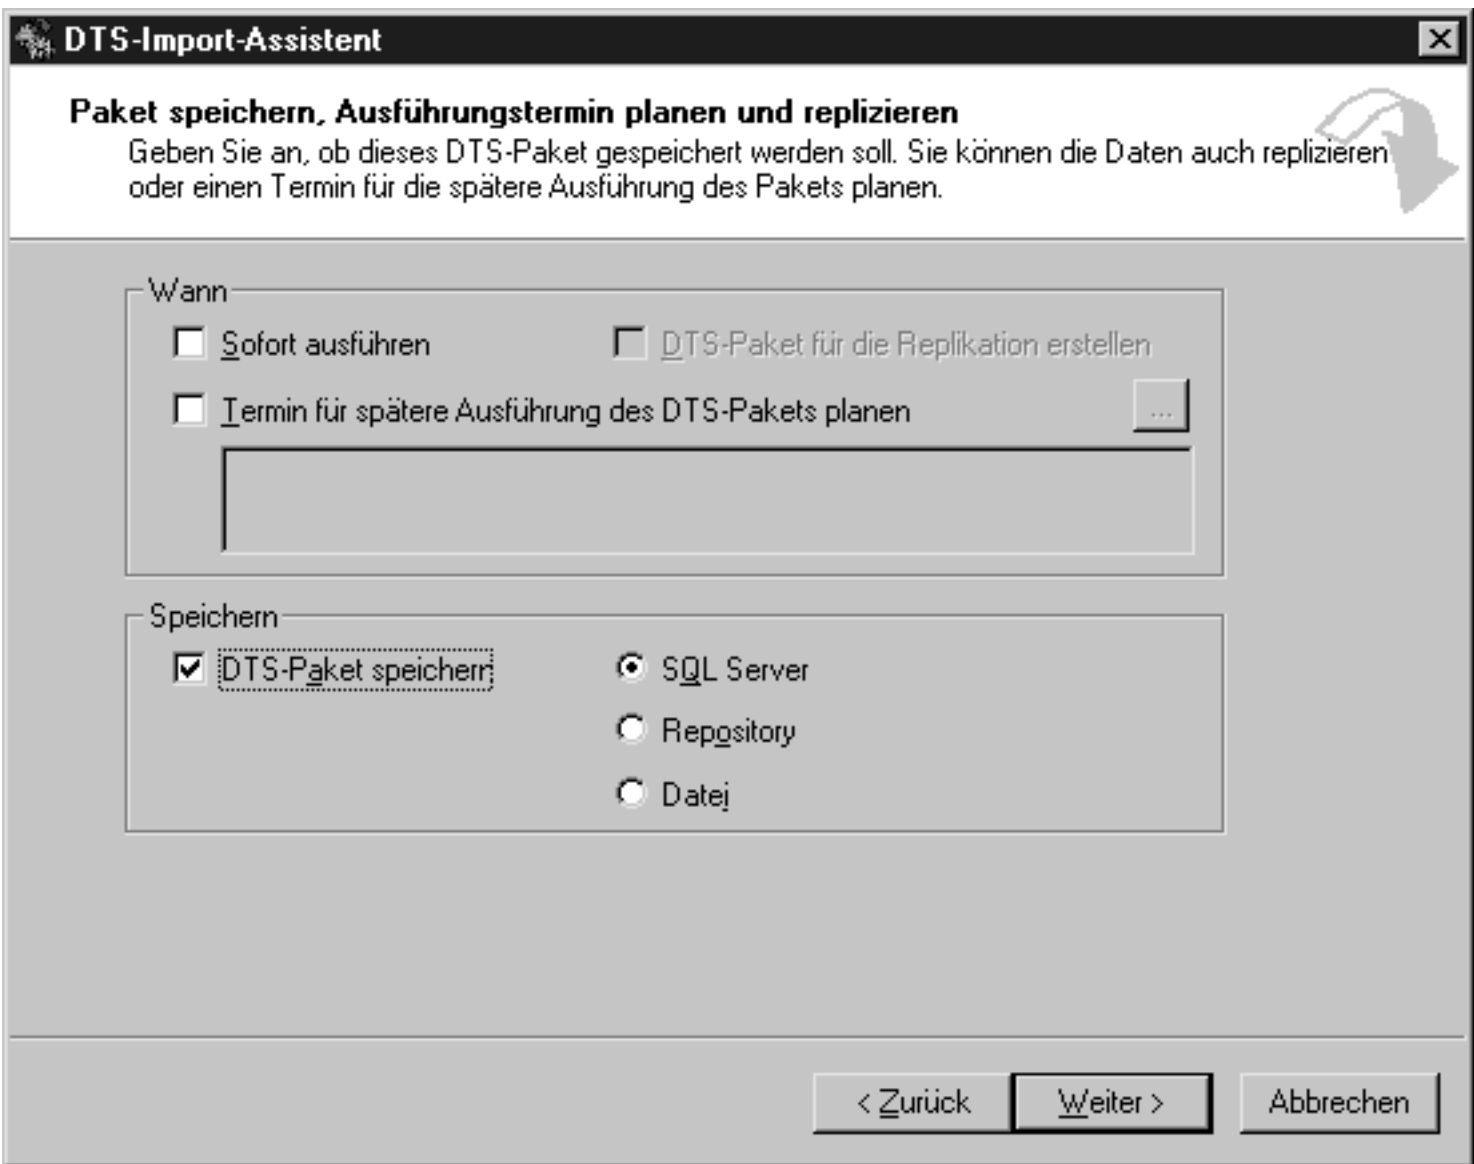 DTS-Import-Assistent
Paket speichern, Ausführungstermin planen und replizieren
Geben Sie an, ob dieses DTS-Paket gespeichert werden soll. Sie können die Daten auch replizieren
oder einen Termin für die spätere Ausführung des Pakets planen.
Wann
Sofort ausführen
DTS-Paket für die Replikation erstellen
Termin für spätere Ausführung des DTS-Pakets planen
...
Speichern
DTS-Paket speichern
SQL Server
Repository
Datei
< Zurück
Weiter >
Abbrechen